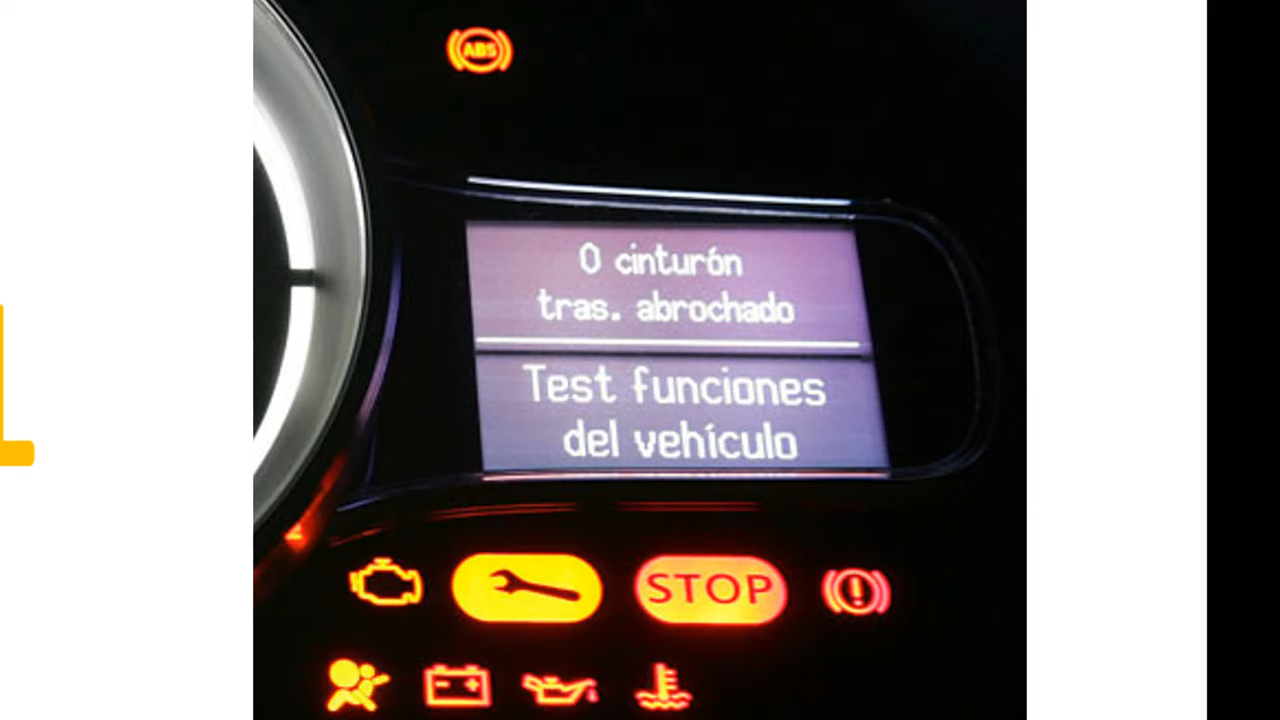 ABS
0 cinturón
tras. abrochado
Test funciones
del vehículo
STOP